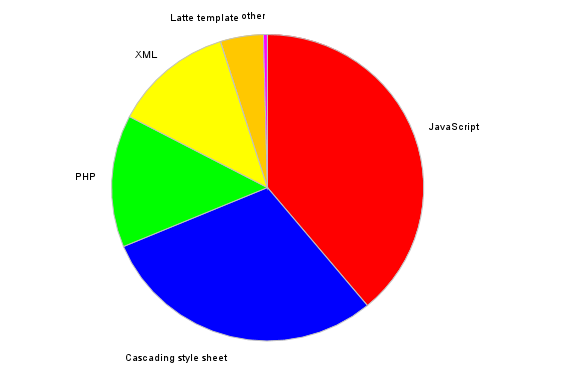 Latte template
other
XML
JavaScript
PHP
Cascading style sheet